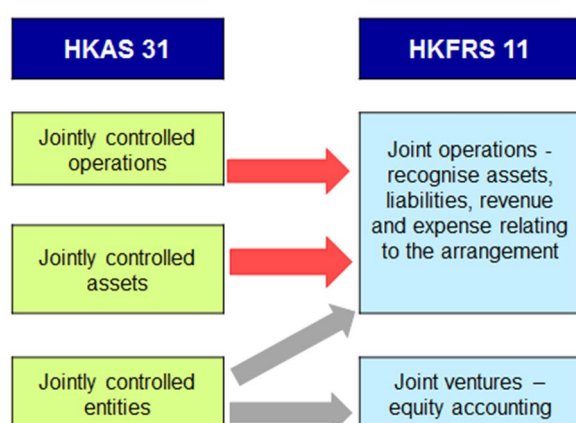 HKAS 31
HKFRS 11
Jointly controlled
operations
Joint operations -
recognise assets,
liabilities, revenue
and expense relating
to the arrangement
Jointly controlled
assets
Jointly controlled
entities
Joint ventures –
equity accounting